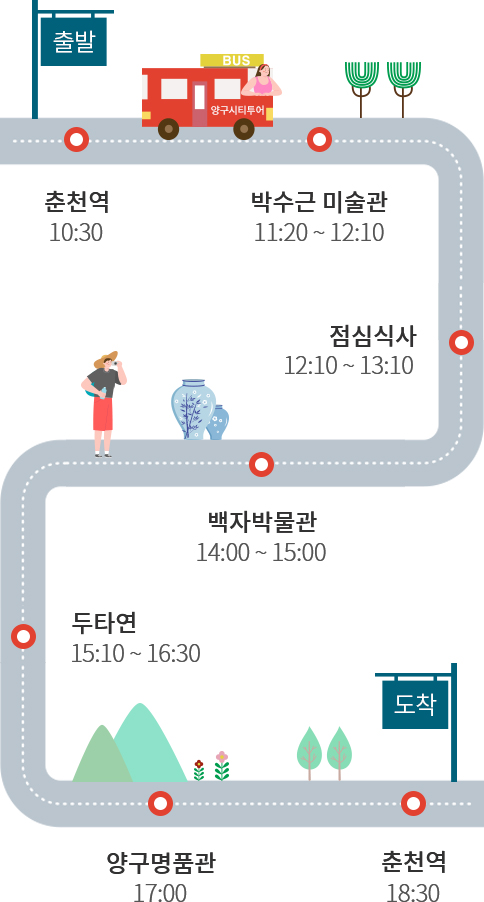 출발
BUS
양구시티투어
춘천역
10:30
박수근 미술관
11:20 ~ 12:10
점심식사
12:10 ~ 13:10
백자박물관
14:00 ~ 15:00
두타연
15:10 ~ 16:30
도착
양구명품관
17:00
춘천역
18:30